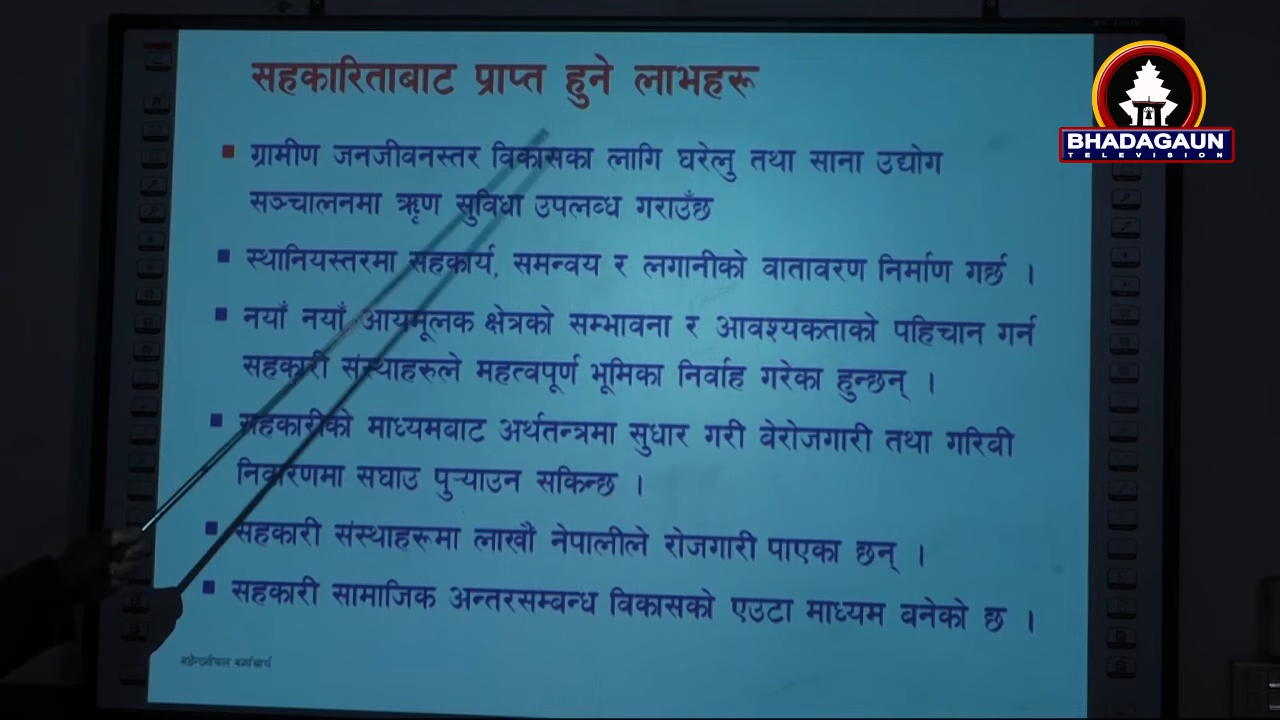 सहकारिताबाट प्राप्त हुने लाभहरू
BHADAGAUN
TELEVISION
ग्रामीण जनजीवनस्तर विकासका लागि घरेलु तथा साना उद्योग
सञ्चालनमा ऋृण सुविधा उपलब्ध गराउँछ
स्थानियस्तरमा सहकार्य, समन्वय र लगानीको वातावरण निर्माण गर्छ ।
नयाँ नयाँ आयमूलक क्षेत्रको सम्भावना र आवश्यकताको पहिचान गर्न
सहकारी संस्थाहरुले महत्वपूर्ण भूमिका निर्वाह गरेका हुन्छन् ।
सहकारीको माध्यमवाट अर्थतन्त्रमा सुधार गरी वेरोजगारी तथा गरिवी
निवारणमा सघाउ पुर्‍याउन सकिन्छ ।
सहकारी संस्थाहरूमा लाखौं नेपालीले रोजगारी पाएका छन् ।
सहकारी सामाजिक अन्तरसम्बन्ध विकासको एउटा माध्यम बनेको छ ।